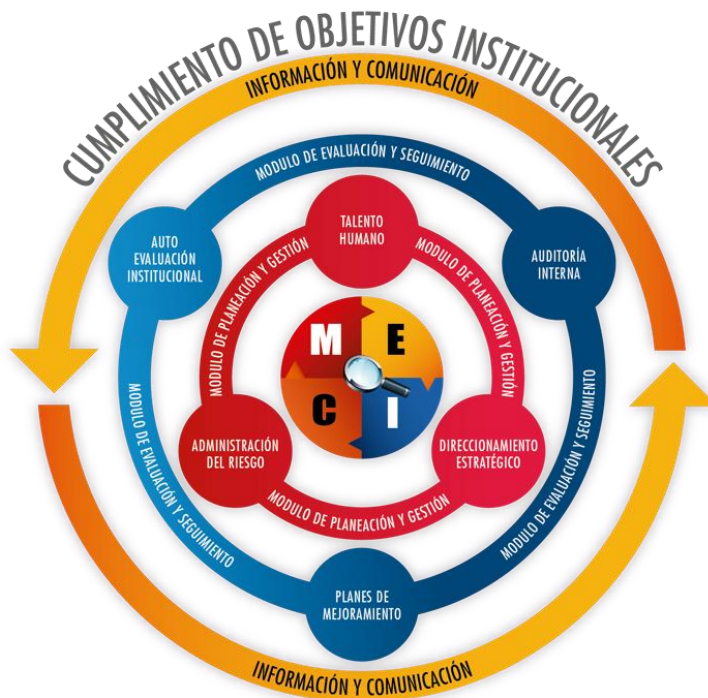 CUMPLIMIENTO DE OBJETIVOS INSTITUCIONALES
INFORMACIÓN Y COMUNICACIÓN
MODULO DE EVALUACIÓN Y SEGUIMIENTO
AUTO
EVALUACIÓN
INSTITUCIONAL
TALENTO
HUMANO
AUDITORÍA
INTERNA
MODULO DE PLANEACIÓN Y GESTIÓN
MODULO DE PLANEACIÓN Y GESTIÓN
M E
C I
ADMINISTRACIÓN
DEL RIESGO
DIRECCIONAMIENTO
ESTRATÉGICO
MODULO DE PLANEACIÓN Y GESTIÓN
MODULO DE EVALUACIÓN Y SEGUIMIENTO
MODULO DE EVALUACIÓN Y SEGUIMIENTO
PLANES DE
MEJORAMIENTO
INFORMACIÓN Y COMUNICACIÓN